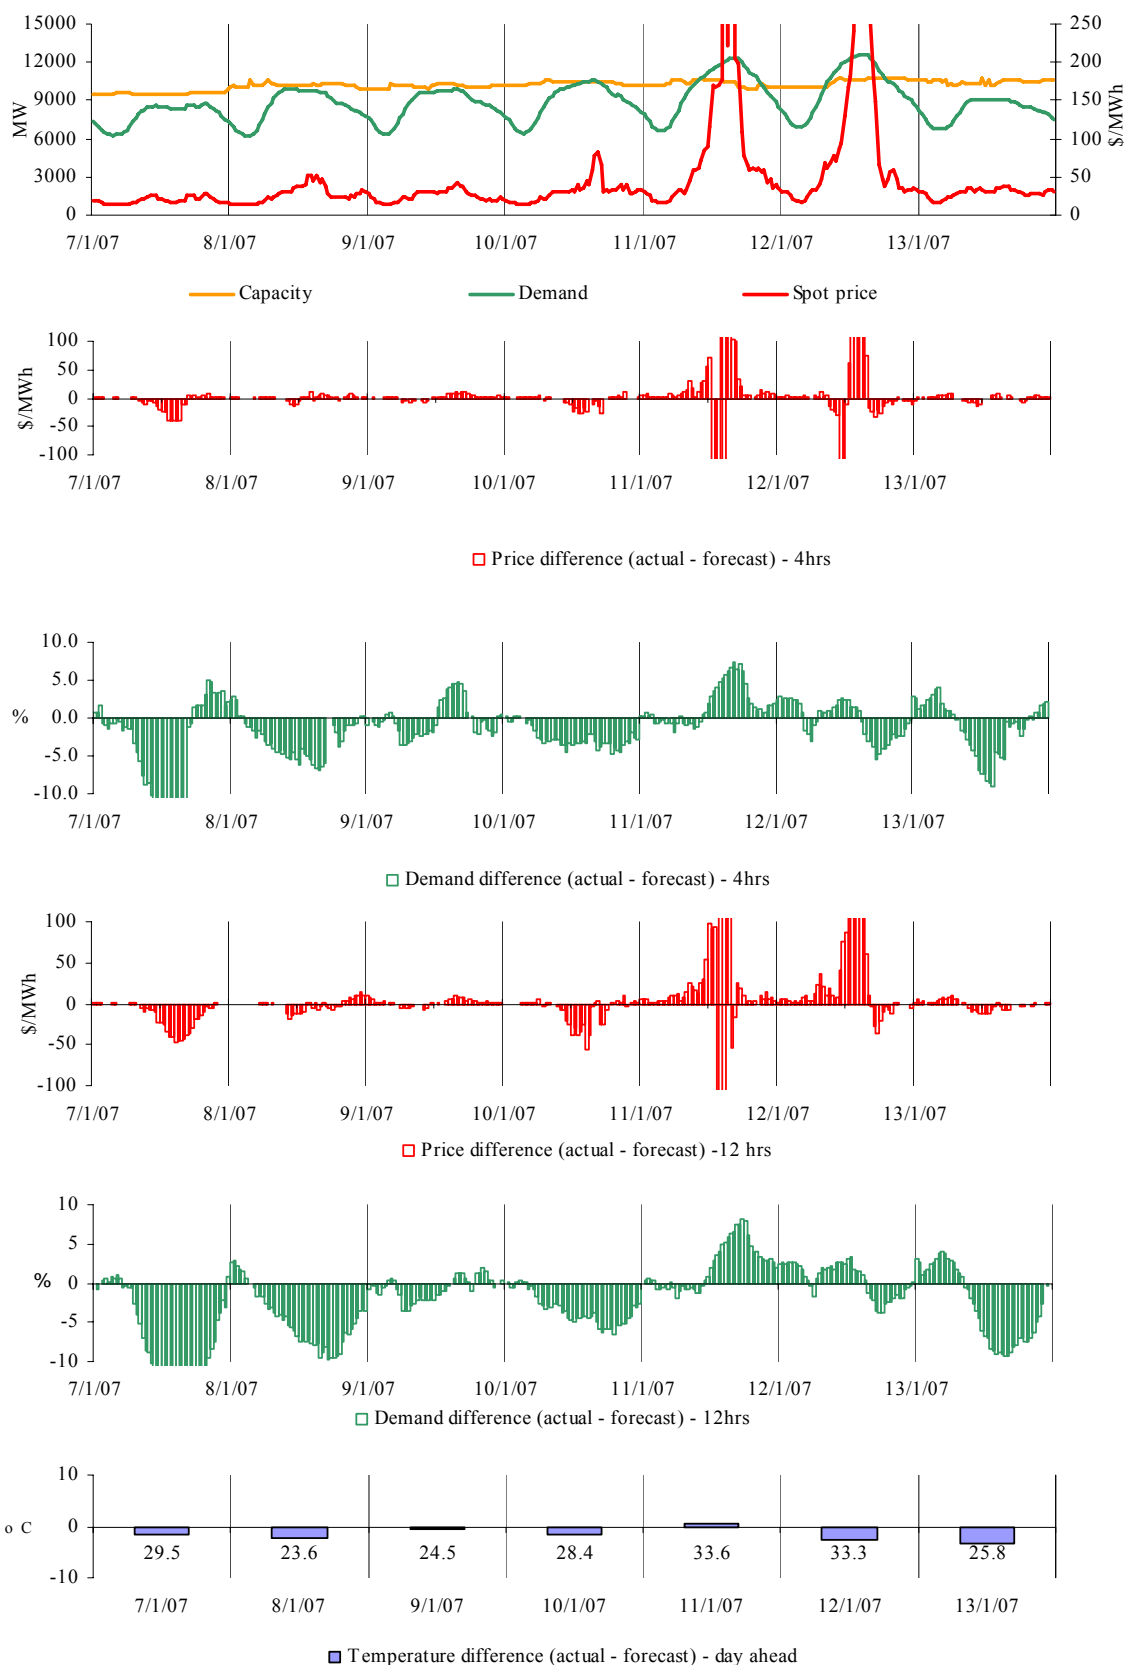 15000 250
12000 200
9000 150
6000 100
3000 50
0 0
MW
$/MWh
7/1/07 8/1/07 9/1/07 10/1/07 11/1/07 12/1/07 13/1/07
Capacity Demand Spot price
100
50
0
-50
-100
$/MWh
7/1/07 8/1/07 9/1/07 10/1/07 11/1/07 12/1/07 13/1/07
Price difference (actual - forecast) - 4hrs
10.0
5.0
0.0
-5.0
-10.0
%
7/1/07 8/1/07 9/1/07 10/1/07 11/1/07 12/1/07 13/1/07
Demand difference (actual - forecast) - 4hrs
100
50
0
-50
-100
$/MWh
7/1/07 8/1/07 9/1/07 10/1/07 11/1/07 12/1/07 13/1/07
Price difference (actual - forecast) -12 hrs
10
5
0
-5
-10
%
7/1/07 8/1/07 9/1/07 10/1/07 11/1/07 12/1/07 13/1/07
Demand difference (actual - forecast) - 12hrs
10
0
-10
o C
29.5 23.6 24.5 28.4 33.6 33.3 25.8
7/1/07 8/1/07 9/1/07 10/1/07 11/1/07 12/1/07 13/1/07
Temperature difference (actual - forecast) - day ahead